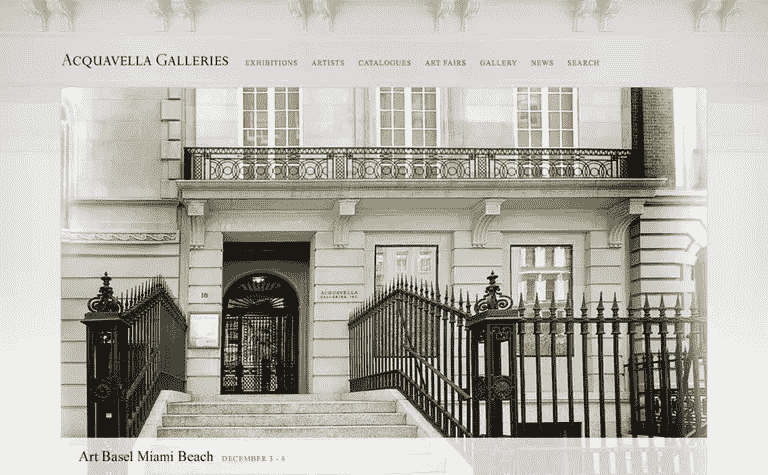 ACQUAVELLA GALLERIES EXHIBITIONS ARTISTS CATALOGUES ART FAIRS GALLERY NEWS SEARCH
18
ACQUAVELLA
GALLERIES INC.
Art Basel Miami Beach DECEMBER 3 - 6